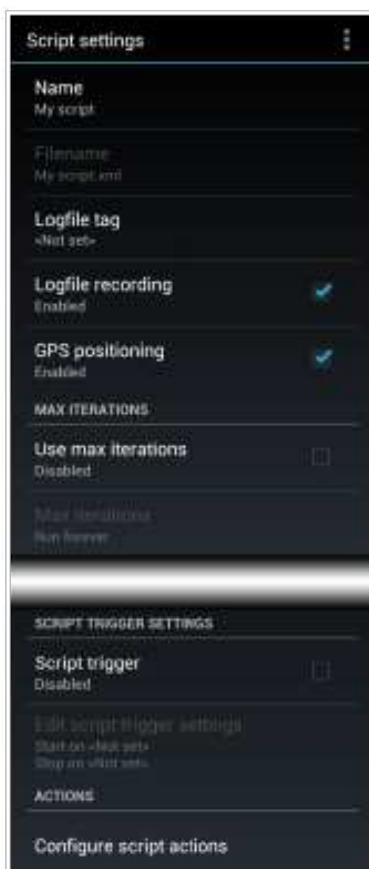 Script settings
Name
My script
Filename
My script.xml
Logfile tag
<Not set>
Logfile recording
Enabled
GPS positioning
Enabled
MAX ITERATIONS
Use max iterations
Disabled
Max iterations
Run forever
SCRIPT TRIGGER SETTINGS
Script trigger
Disabled
Edit script trigger settings
Start on <Not set>
Stop on <Not set>
ACTIONS
Configure script actions